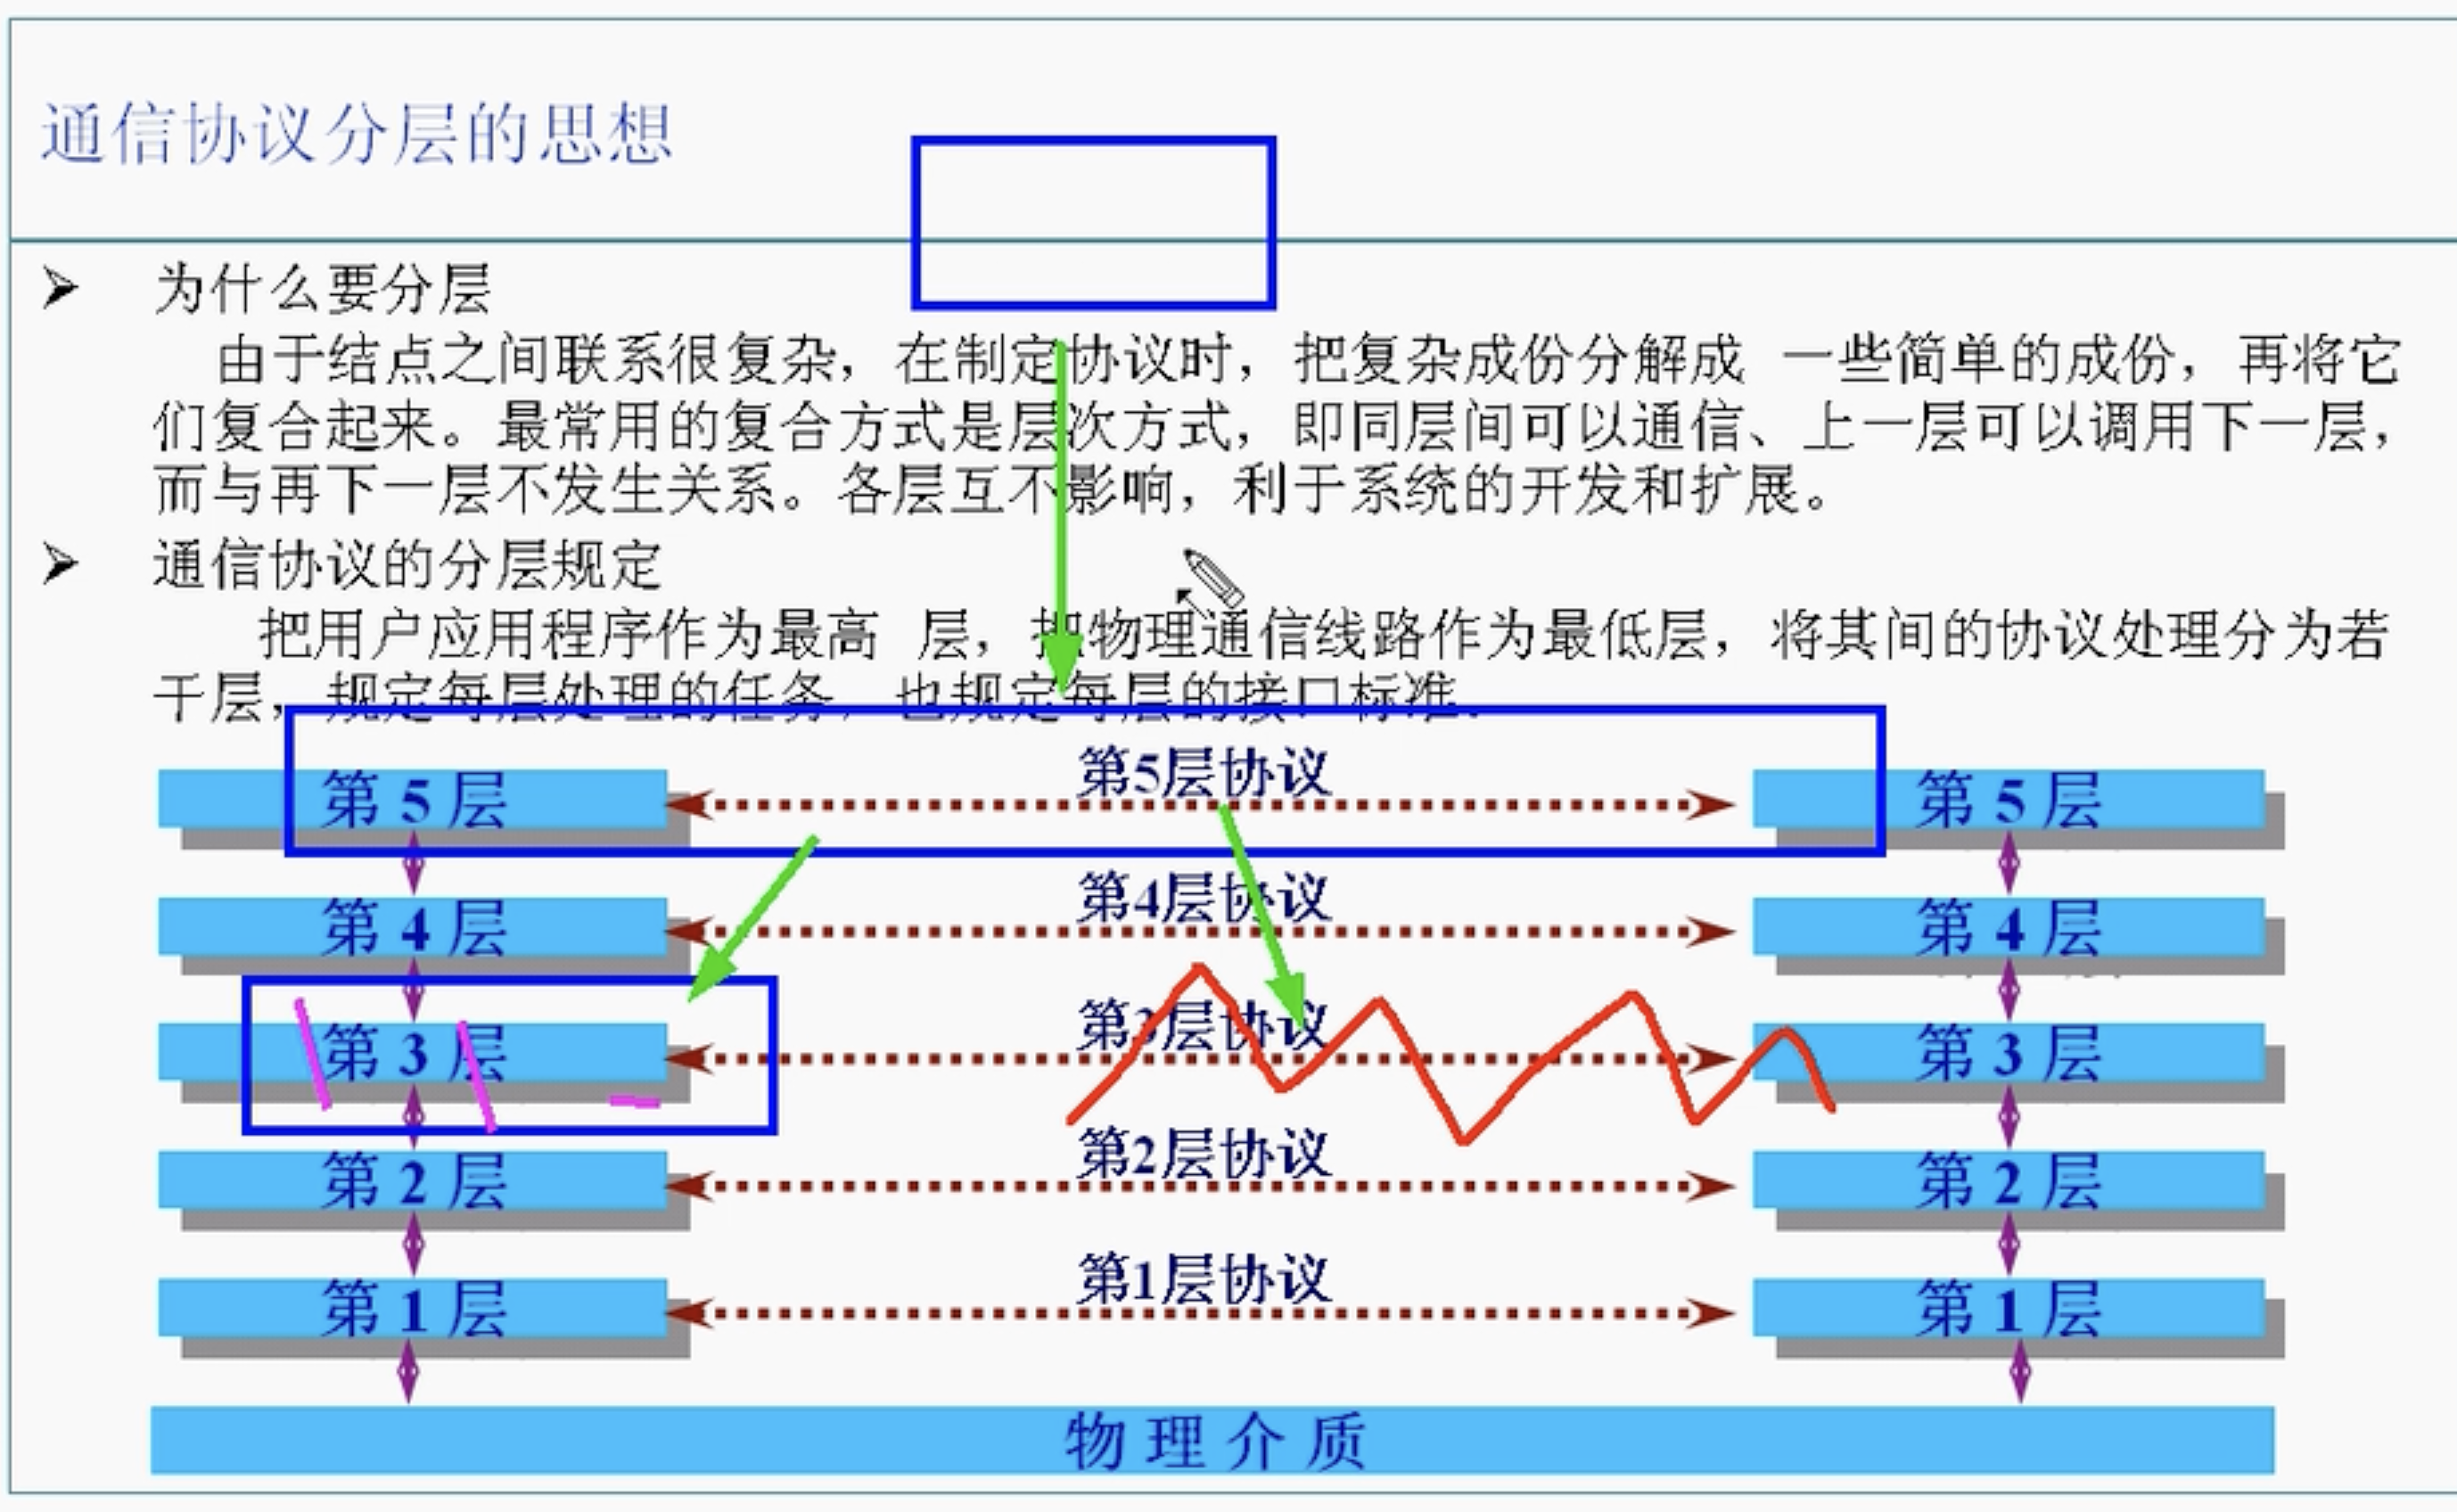 通信协议分层的思想
为什么要分层
由于结点之间联系很复杂，在制定协议时，把复杂成份分解成 一些简单的成份，再将它
们复合起来。最常用的复合方式是层次方式，即同层间可以通信、上一层可以调用下一层，
而与再下一层不发生关系。各层互不影响，利于系统的开发和扩展。
通信协议的分层规定
把用户应用程序作为最高 层，把物理通信线路作为最低层，将其间的协议处理分为若
干层，规定每层处理的任务，也规定每层的接口标准。
第5层协议
第 5 层
第 5 层
第4层协议
第 4 层
第 4 层
第3层协议
第 3 层
第 3 层
第2层协议
第 2 层
第 2 层
第1层协议
第 1 层
第 1 层
物 理 介 质